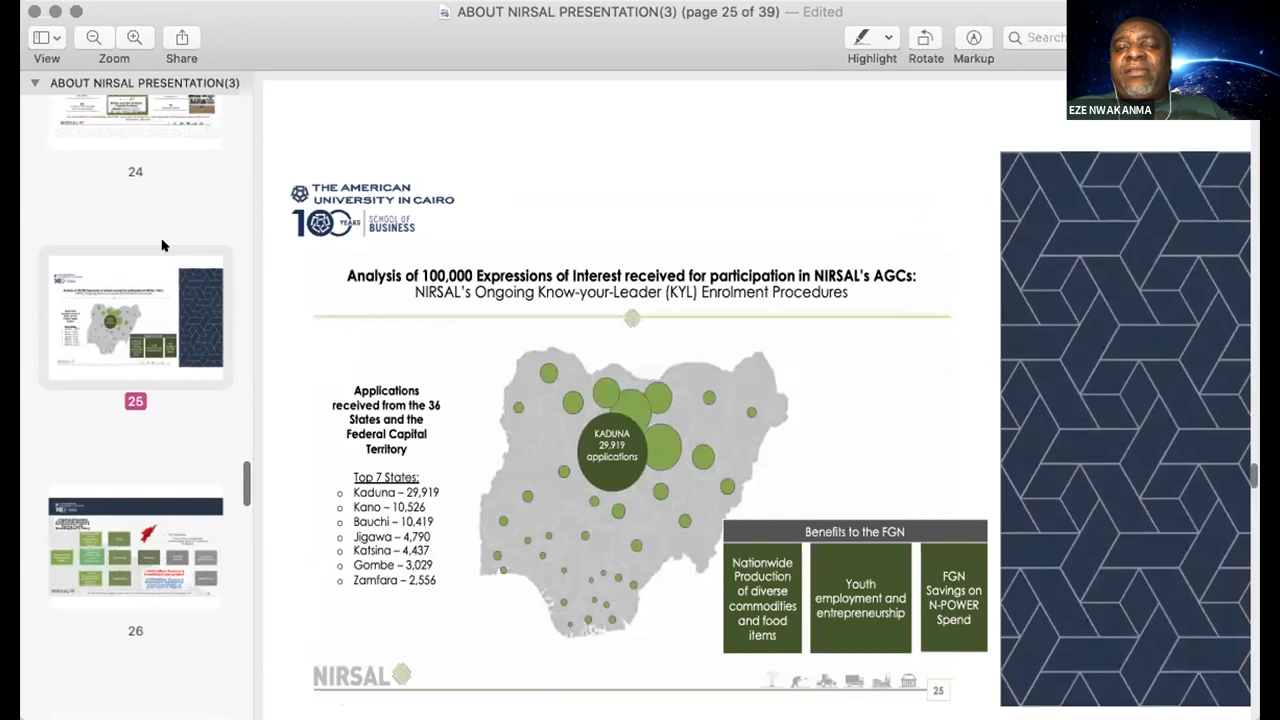 ABOUT NIRSAL PRESENTATION(3) (page 25 of 39) — Edited
View
Zoom
Share
Highlight
Rotate
Markup
Search
EZE NWAKANMA
ABOUT NIRSAL PRESENTATION(3)
24
25
26
THE AMERICAN
UNIVERSITY IN CAIRO
100 YEARS
SCHOOL OF
BUSINESS
Analysis of 100,000 Expressions of Interest received for participation in NIRSAL's AGCs:
NIRSAL's Ongoing Know-your-Leader (KYL) Enrolment Procedures
Applications
received from the 36
States and the
Federal Capital
Territory
Top 7 States:
o Kaduna – 29,919
o Kano – 10,526
o Bauchi – 10,419
o Jigawa – 4,790
o Katsina – 4,437
o Gombe – 3,029
o Zamfara – 2,556
KADUNA
29,919
applications
Benefits to the FGN
Nationwide
Production
of diverse
commodities
and food
items
Youth
employment and
entrepreneurship
FGN
Savings on
N-POWER
Spend
NIRSAL
25